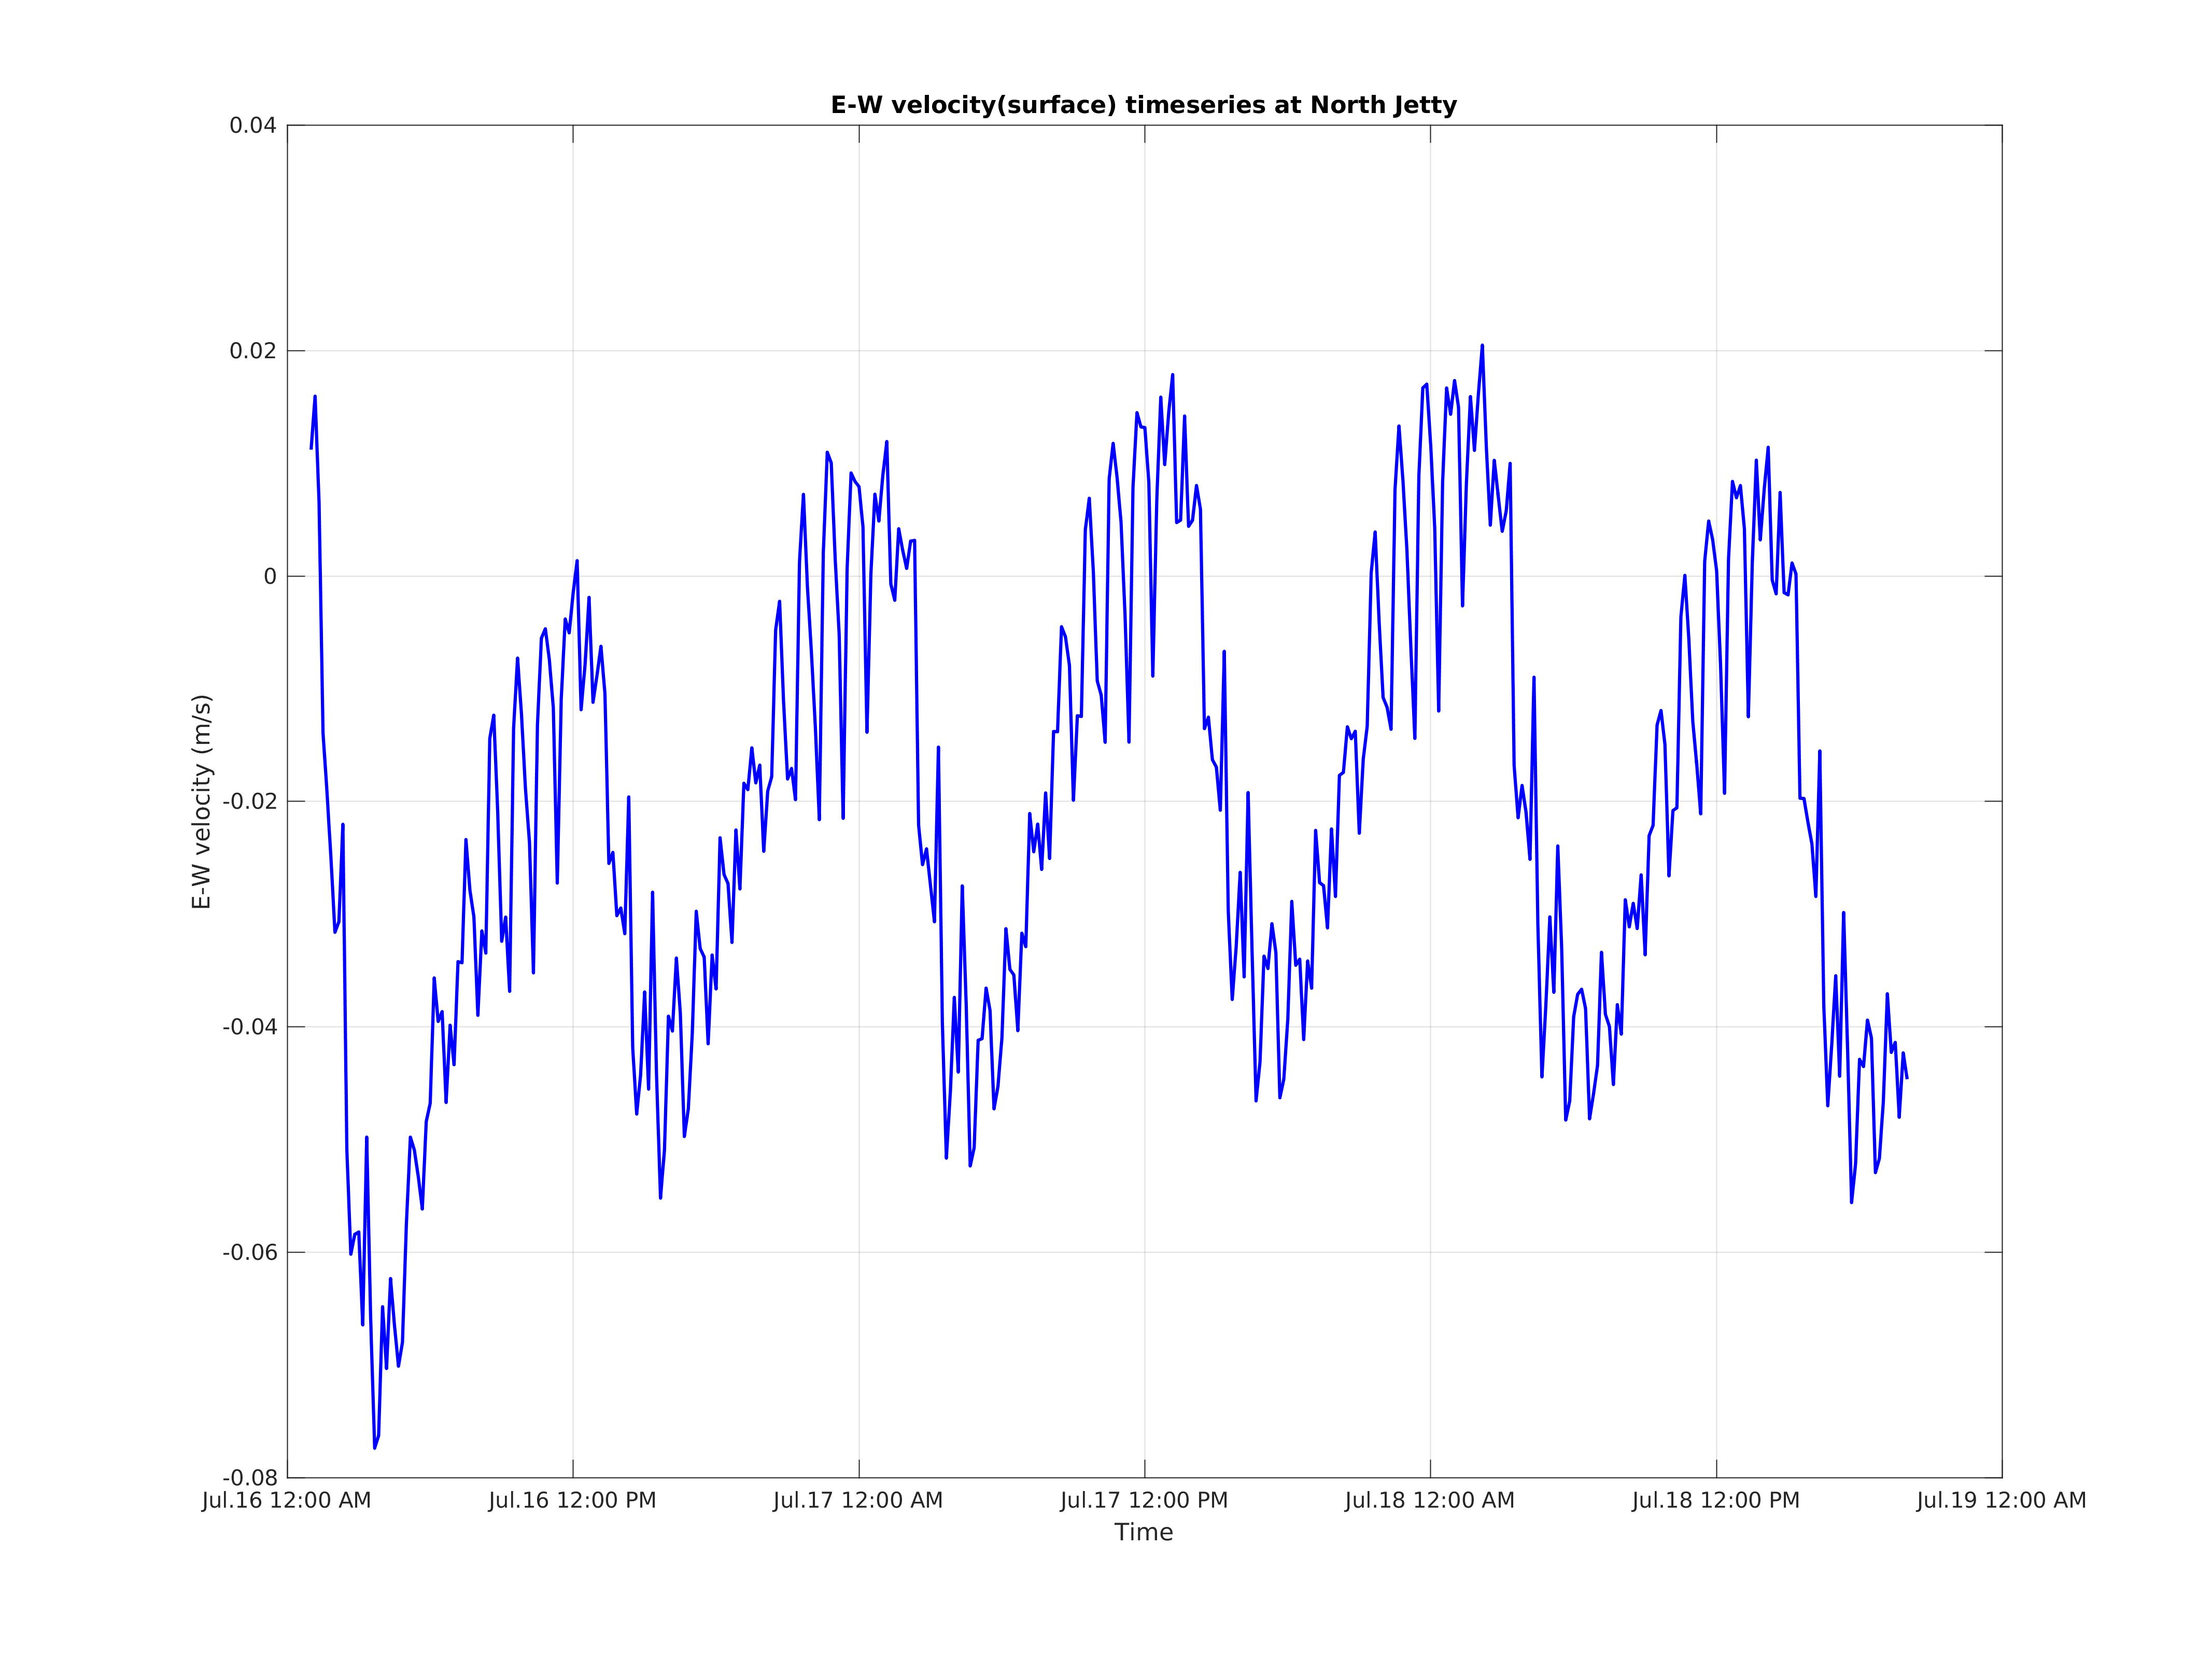 E-W velocity(surface) timeseries at North Jetty
0.04
0.02
0
-0.02
-0.04
-0.06
-0.08
E-W velocity (m/s)
Jul.16 12:00 AM
Jul.16 12:00 PM
Jul.17 12:00 AM
Jul.17 12:00 PM
Jul.18 12:00 AM
Jul.18 12:00 PM
Jul.19 12:00 AM
Time